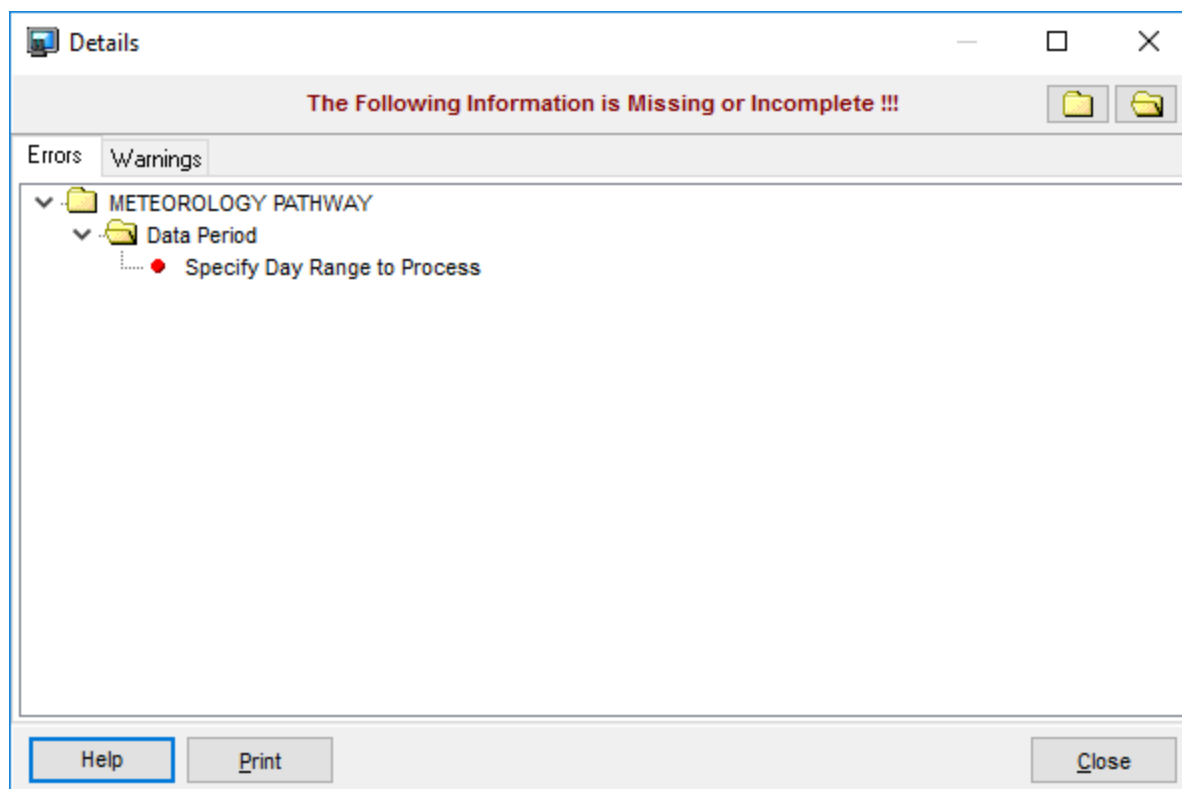 Details
The Following Information is Missing or Incomplete !!!
Errors
Warnings
METEOROLOGY PATHWAY
Data Period
Specify Day Range to Process
Help
Print
Close